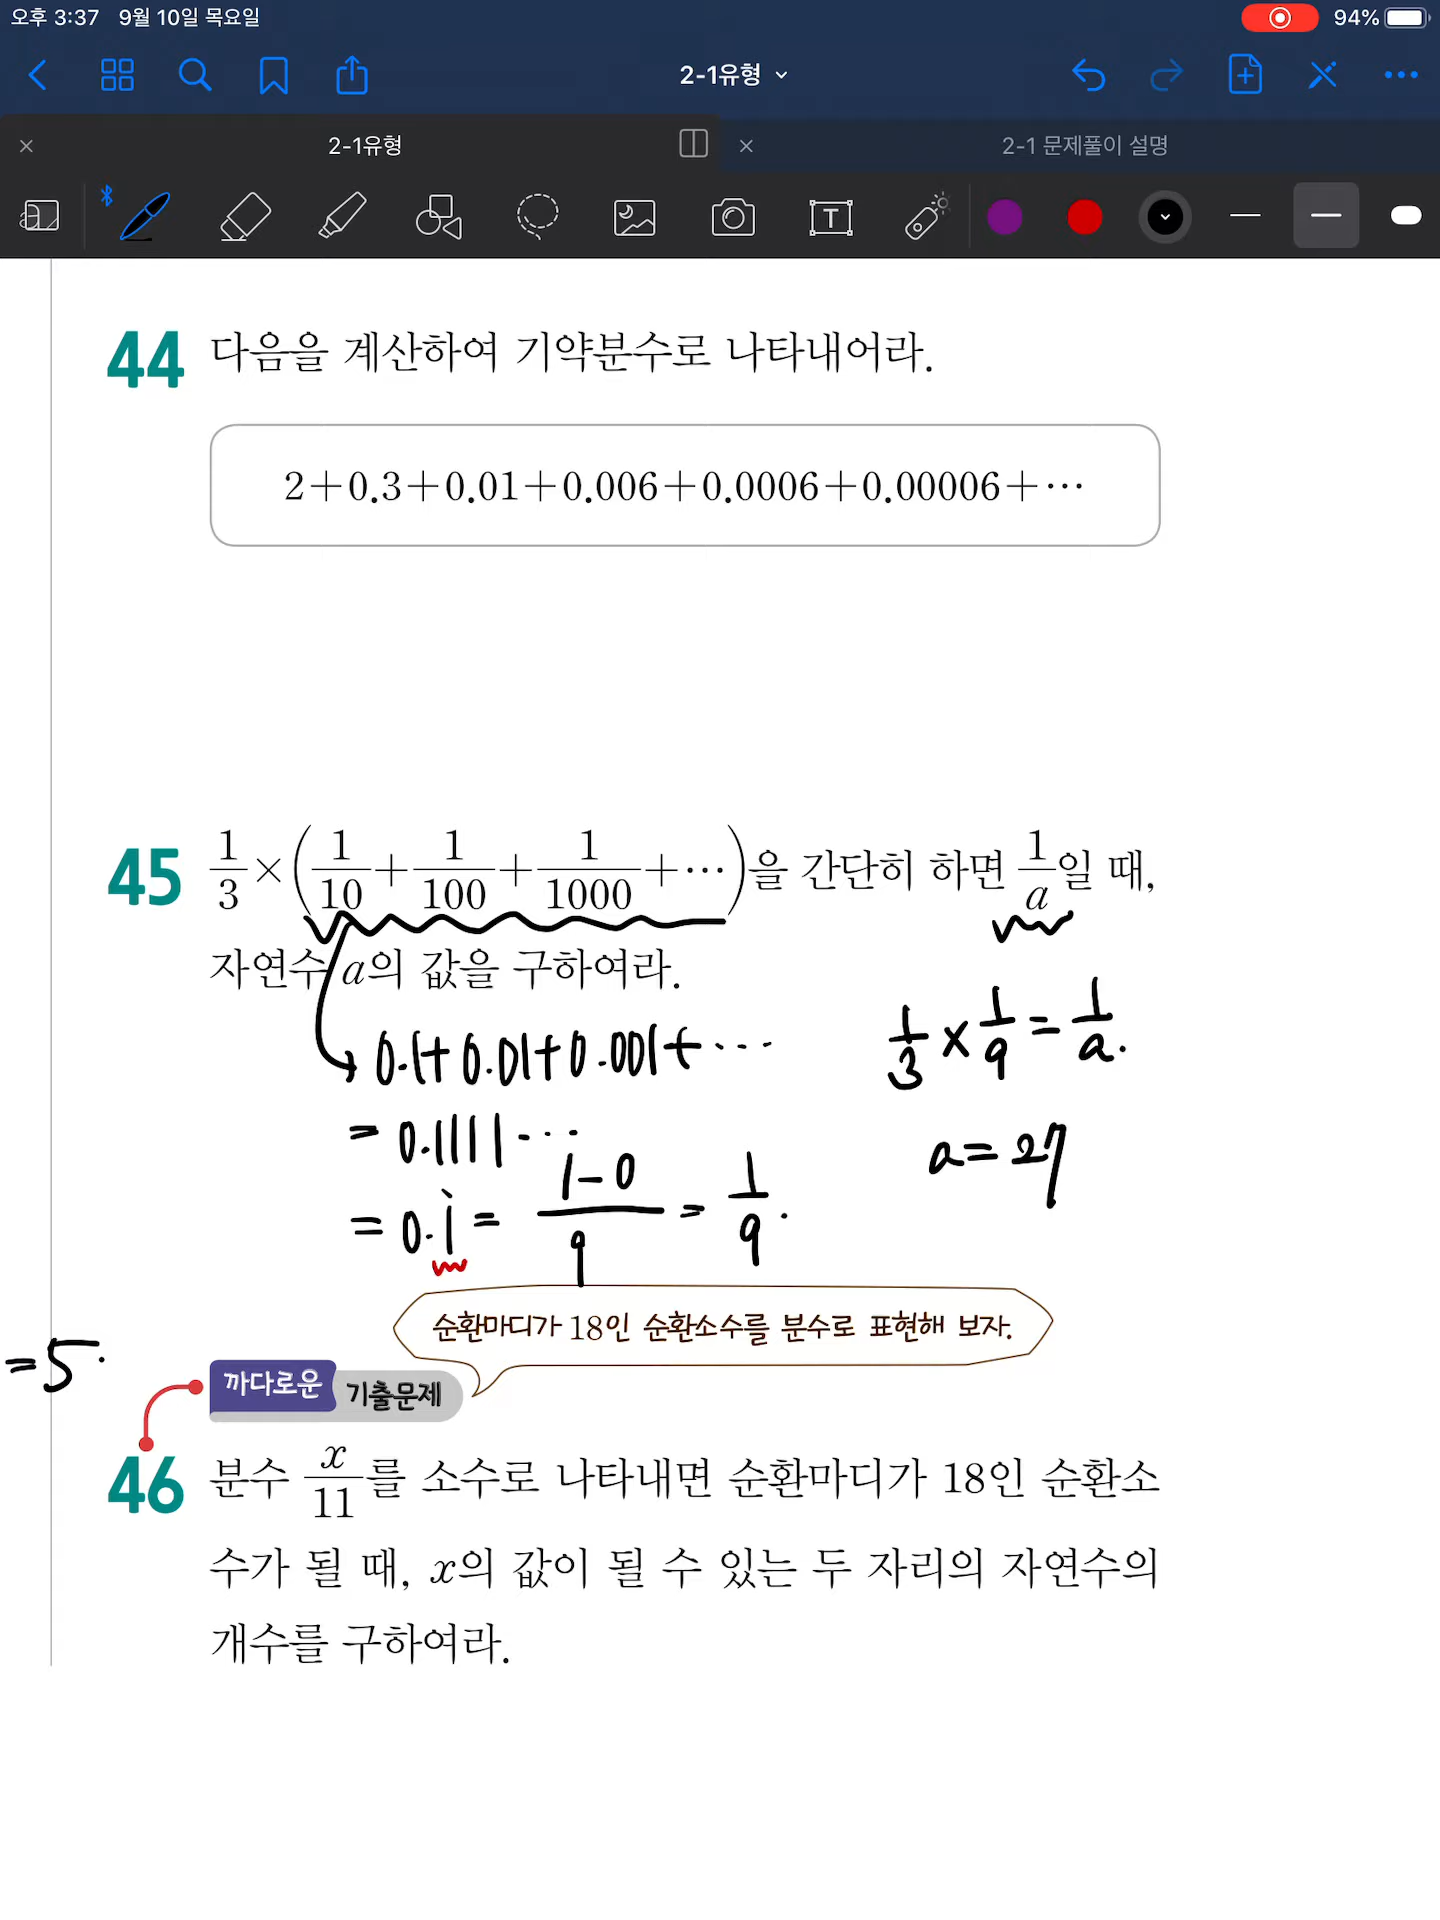 오후 3:37 9월 10일 목요일 94%
2-1유형
2-1유형 2-1 문제풀이 설명
44 다음을 계산하여 기약분수로 나타내어라.
2+0.3+0.01+0.006+0.0006+0.00006+⋯
45 1/3×(1/10+1/100+1/1000+⋯)을 간단히 하면 1/a일 때,
자연수 a의 값을 구하여라.
0.1+0.01+0.001+⋯
= 0.1111⋯
= 0.1̇ = (1-0)/9 = 1/9.
1/3 × 1/9 = 1/a.
a = 27
순환마디가 18인 순환소수를 분수로 표현해 보자.
=5.
까다로운 기출문제
46 분수 x/11를 소수로 나타내면 순환마디가 18인 순환소
수가 될 때, x의 값이 될 수 있는 두 자리의 자연수의
개수를 구하여라.